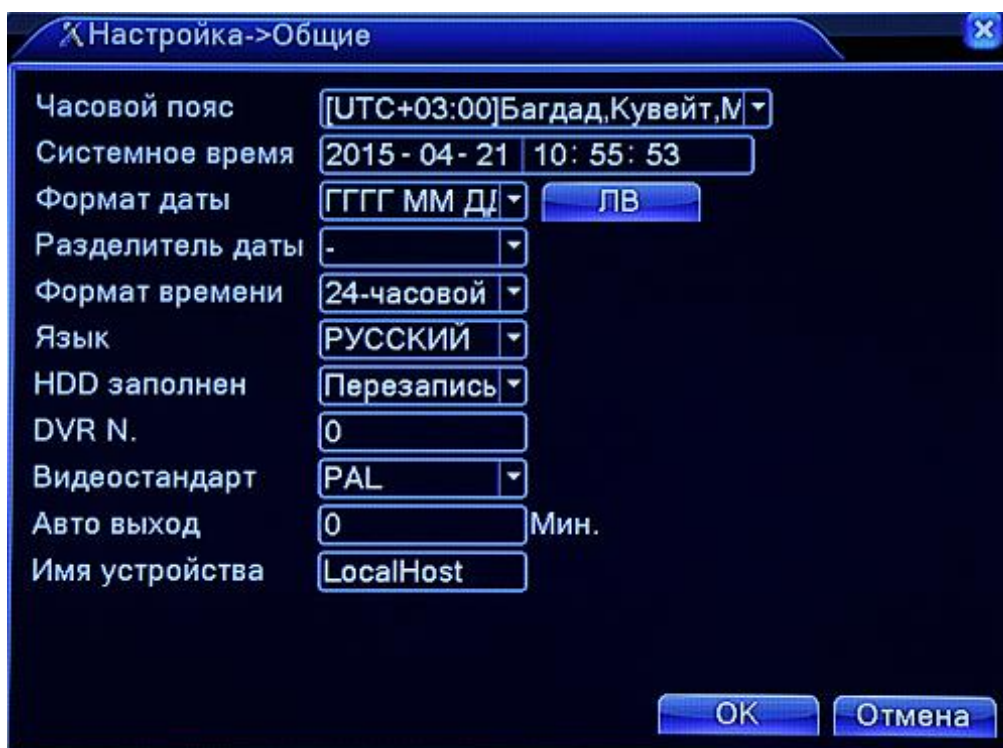 Настройка->Общие
Часовой пояс [UTC+03:00]Багдад,Кувейт,М
Системное время 2015-04-21 10:55:53
Формат даты ГГГГ ММ ДД ЛВ
Разделитель даты -
Формат времени 24-часовой
Язык РУССКИЙ
HDD заполнен Перезапись
DVR N. 0
Видеостандарт PAL
Авто выход 0 Мин.
Имя устройства LocalHost
OK Отмена